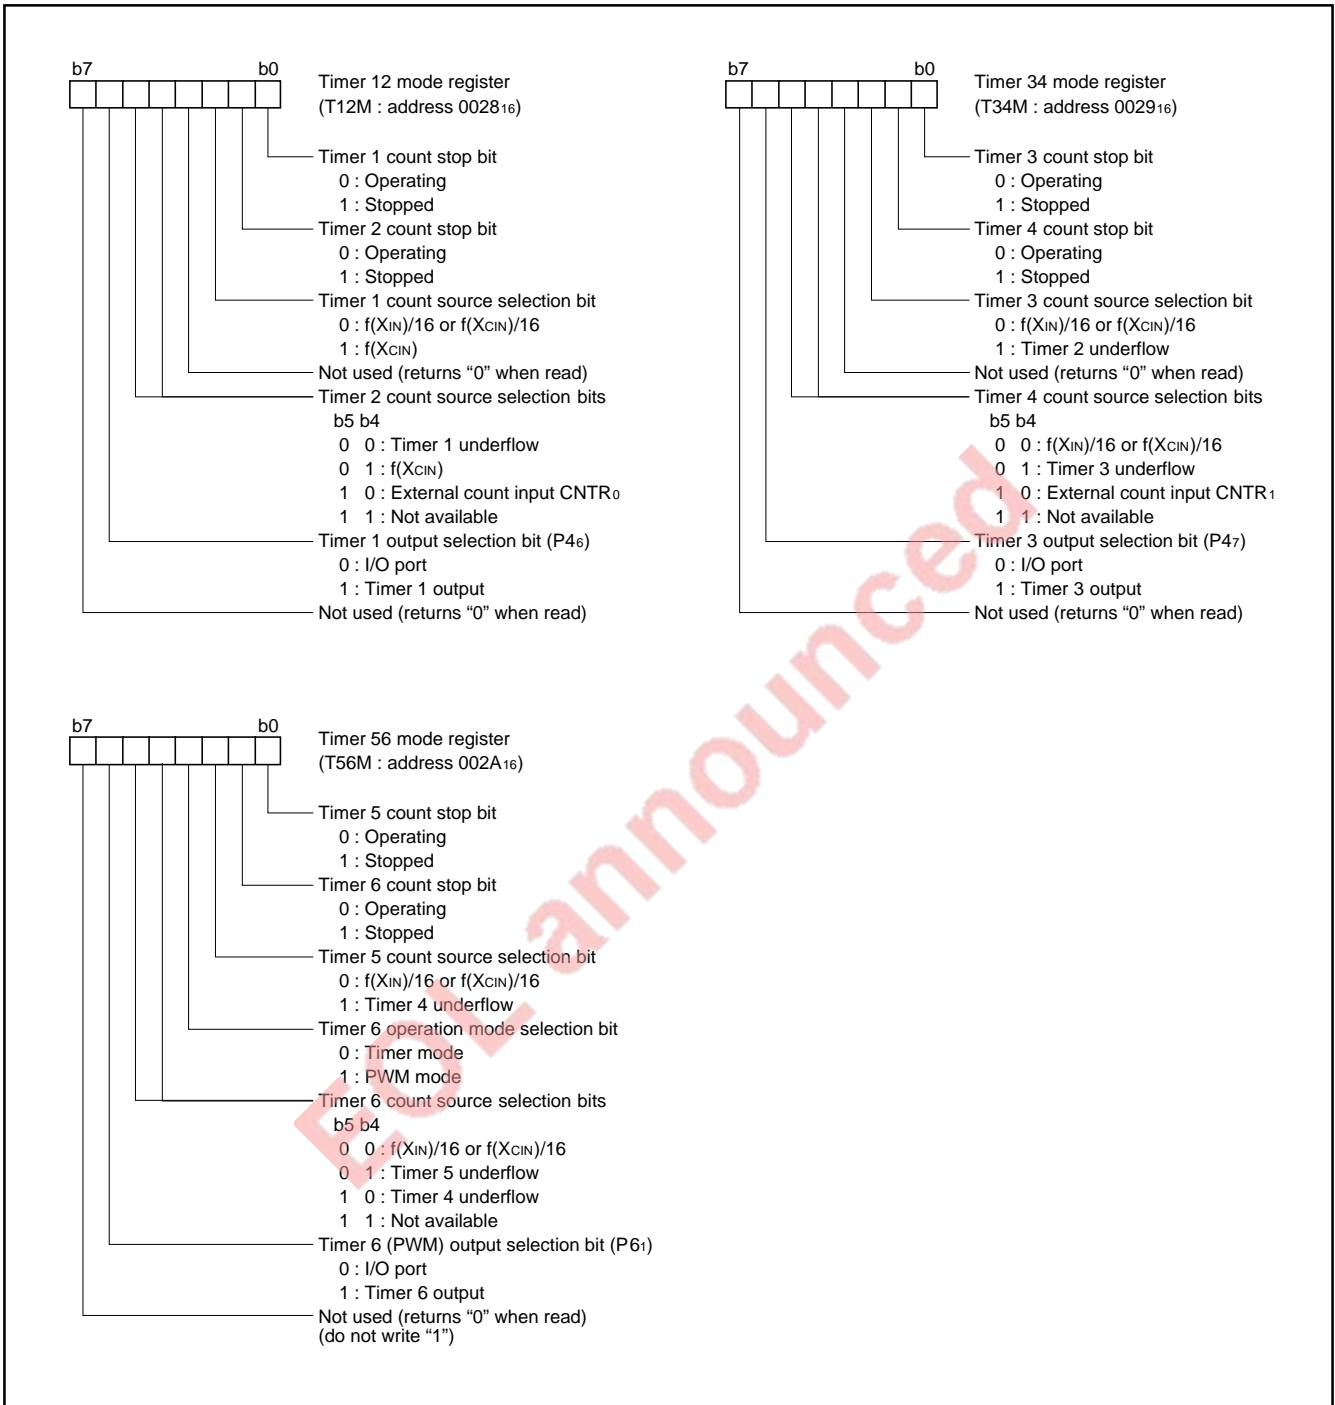 b7 b0
Timer 12 mode register
(T12M : address 0028₁₆)
Timer 1 count stop bit
0 : Operating
1 : Stopped
Timer 2 count stop bit
0 : Operating
1 : Stopped
Timer 1 count source selection bit
0 : f(XIN)/16 or f(XCIN)/16
1 : f(XCIN)
Not used (returns “0” when read)
Timer 2 count source selection bits
b5 b4
0 0 : Timer 1 underflow
0 1 : f(XCIN)
1 0 : External count input CNTR₀
1 1 : Not available
Timer 1 output selection bit (P4₆)
0 : I/O port
1 : Timer 1 output
Not used (returns “0” when read)
b7 b0
Timer 34 mode register
(T34M : address 0029₁₆)
Timer 3 count stop bit
0 : Operating
1 : Stopped
Timer 4 count stop bit
0 : Operating
1 : Stopped
Timer 3 count source selection bit
0 : f(XIN)/16 or f(XCIN)/16
1 : Timer 2 underflow
Not used (returns “0” when read)
Timer 4 count source selection bits
b5 b4
0 0 : f(XIN)/16 or f(XCIN)/16
0 1 : Timer 3 underflow
1 0 : External count input CNTR₁
1 1 : Not available
Timer 3 output selection bit (P4₇)
0 : I/O port
1 : Timer 3 output
Not used (returns “0” when read)
b7 b0
Timer 56 mode register
(T56M : address 002A₁₆)
Timer 5 count stop bit
0 : Operating
1 : Stopped
Timer 6 count stop bit
0 : Operating
1 : Stopped
Timer 5 count source selection bit
0 : f(XIN)/16 or f(XCIN)/16
1 : Timer 4 underflow
Timer 6 operation mode selection bit
0 : Timer mode
1 : PWM mode
Timer 6 count source selection bits
b5 b4
0 0 : f(XIN)/16 or f(XCIN)/16
0 1 : Timer 5 underflow
1 0 : Timer 4 underflow
1 1 : Not available
Timer 6 (PWM) output selection bit (P6₁)
0 : I/O port
1 : Timer 6 output
Not used (returns “0” when read)
(do not write “1”)
EOL announced